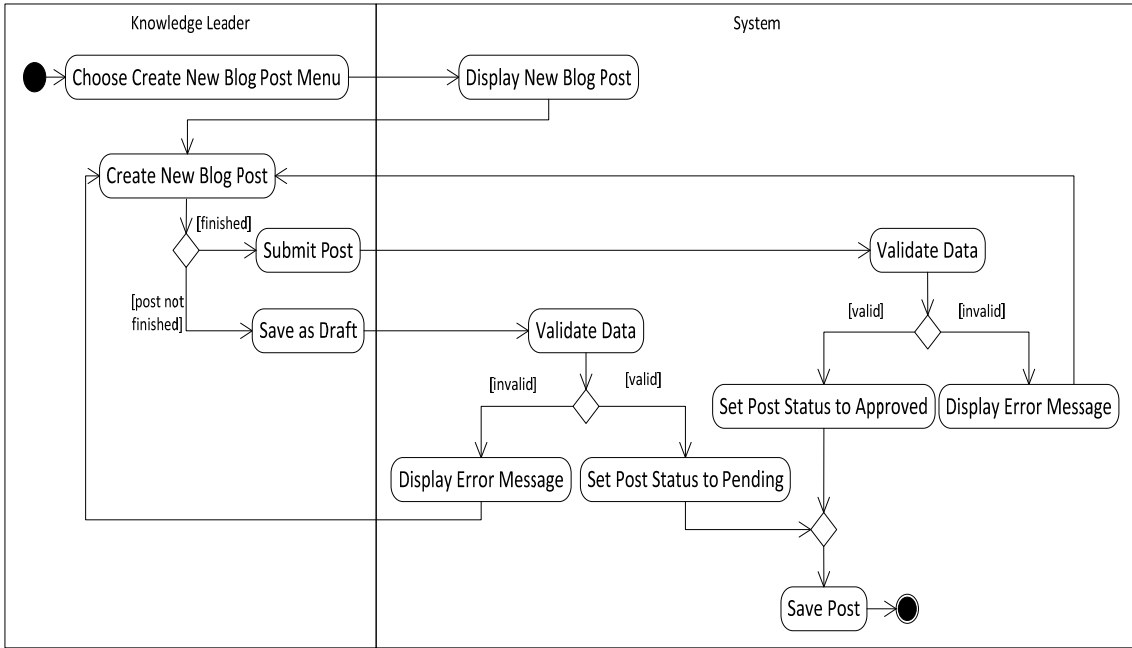 Knowledge Leader
System
Choose Create New Blog Post Menu
Display New Blog Post
Create New Blog Post
[finished]
Submit Post
Validate Data
[post not
finished]
Save as Draft
Validate Data
[valid]
[invalid]
[invalid]
[valid]
Set Post Status to Approved
Display Error Message
Display Error Message
Set Post Status to Pending
Save Post